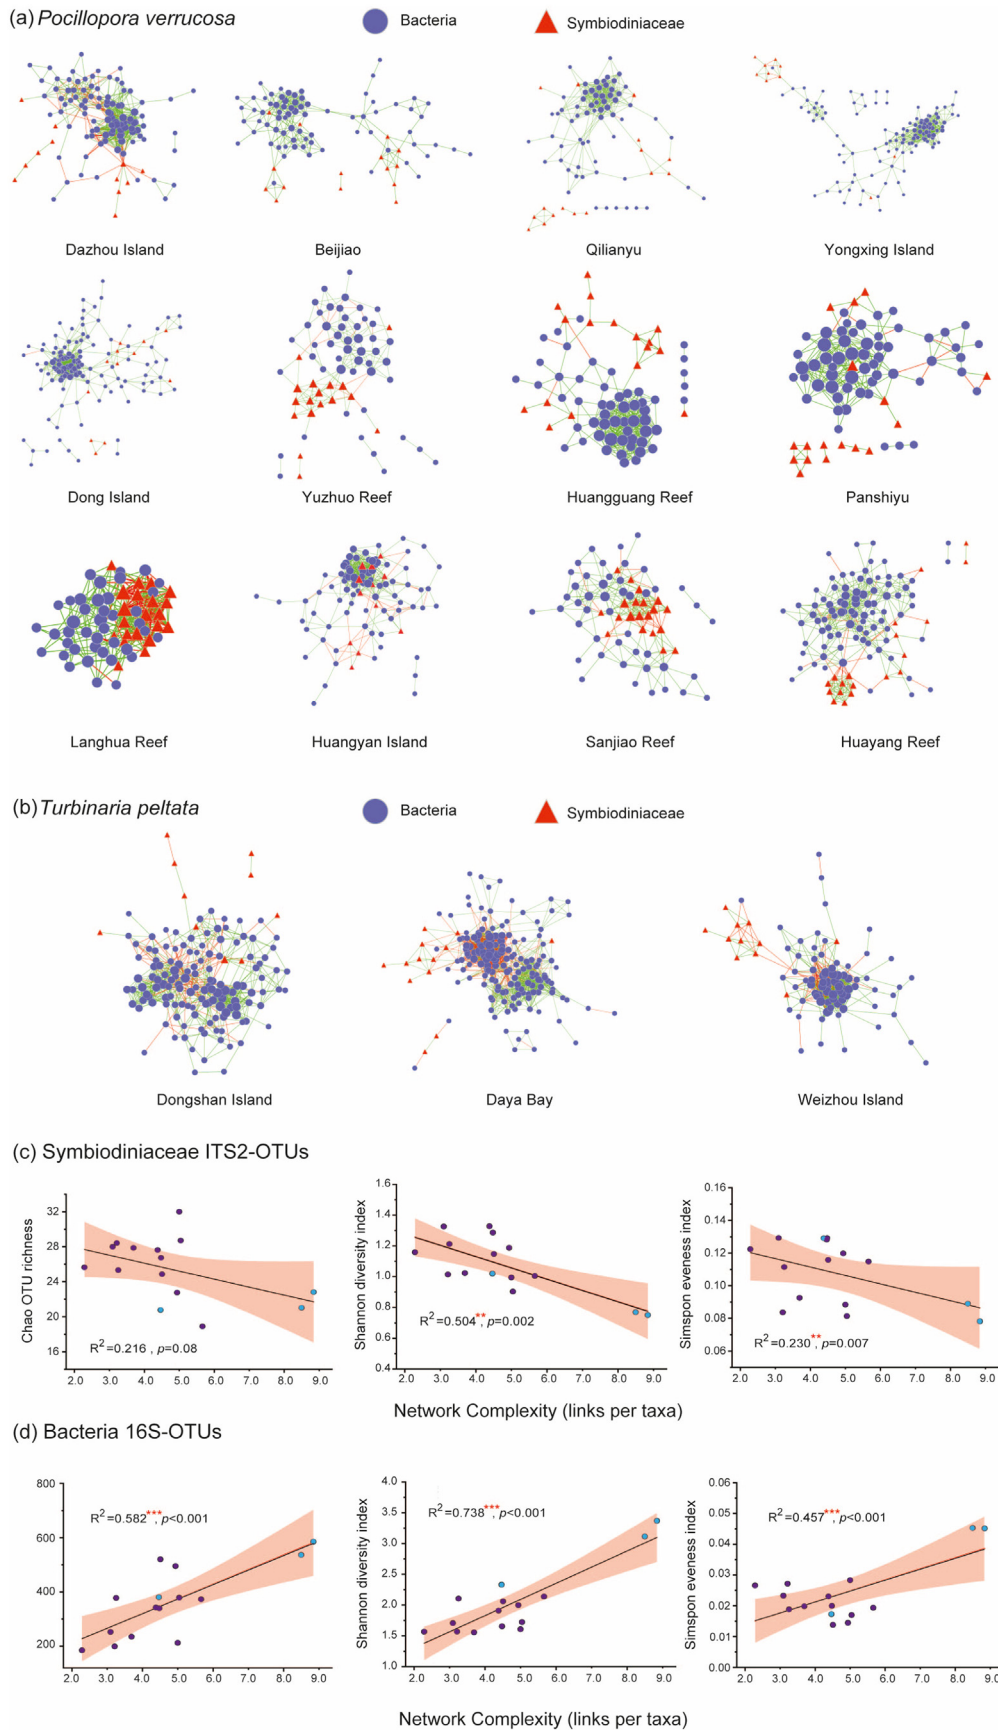 (a) Pocillopora verrucosa
Bacteria
Symbiodiniaceae
Dazhou Island
Beijiao
Qilianyu
Yongxing Island
Dong Island
Yuzhuo Reef
Huangguang Reef
Panshiyu
Langhua Reef
Huangyan Island
Sanjiao Reef
Huayang Reef
(b) Turbinaria peltata
Bacteria
Symbiodiniaceae
Dongshan Island
Daya Bay
Weizhou Island
(c) Symbiodiniaceae ITS2-OTUs
Chao OTU richness
32
28
24
20
16
R2=0.216 , p=0.08
2.0 3.0 4.0 5.0 6.0 7.0 8.0 9.0
Shannon diversity index
1.6
1.4
1.2
1.0
0.8
0.6
0.4
R2=0.504**, p=0.002
2.0 3.0 4.0 5.0 6.0 7.0 8.0 9.0
Simspon eveness index
0.16
0.14
0.12
0.10
0.08
0.06
R2=0.230**, p=0.007
2.0 3.0 4.0 5.0 6.0 7.0 8.0 9.0
Network Complexity (links per taxa)
(d) Bacteria 16S-OTUs
800
600
400
200
R2=0.582***, p<0.001
2.0 3.0 4.0 5.0 6.0 7.0 8.0 9.0
Shannon diversity index
4.0
3.5
3.0
2.5
2.0
1.5
1.0
R2=0.738***, p<0.001
2.0 3.0 4.0 5.0 6.0 7.0 8.0 9.0
Simspon eveness index
0.06
0.05
0.04
0.03
0.02
0.01
0.00
R2=0.457***, p<0.001
2.0 3.0 4.0 5.0 6.0 7.0 8.0 9.0
Network Complexity (links per taxa)